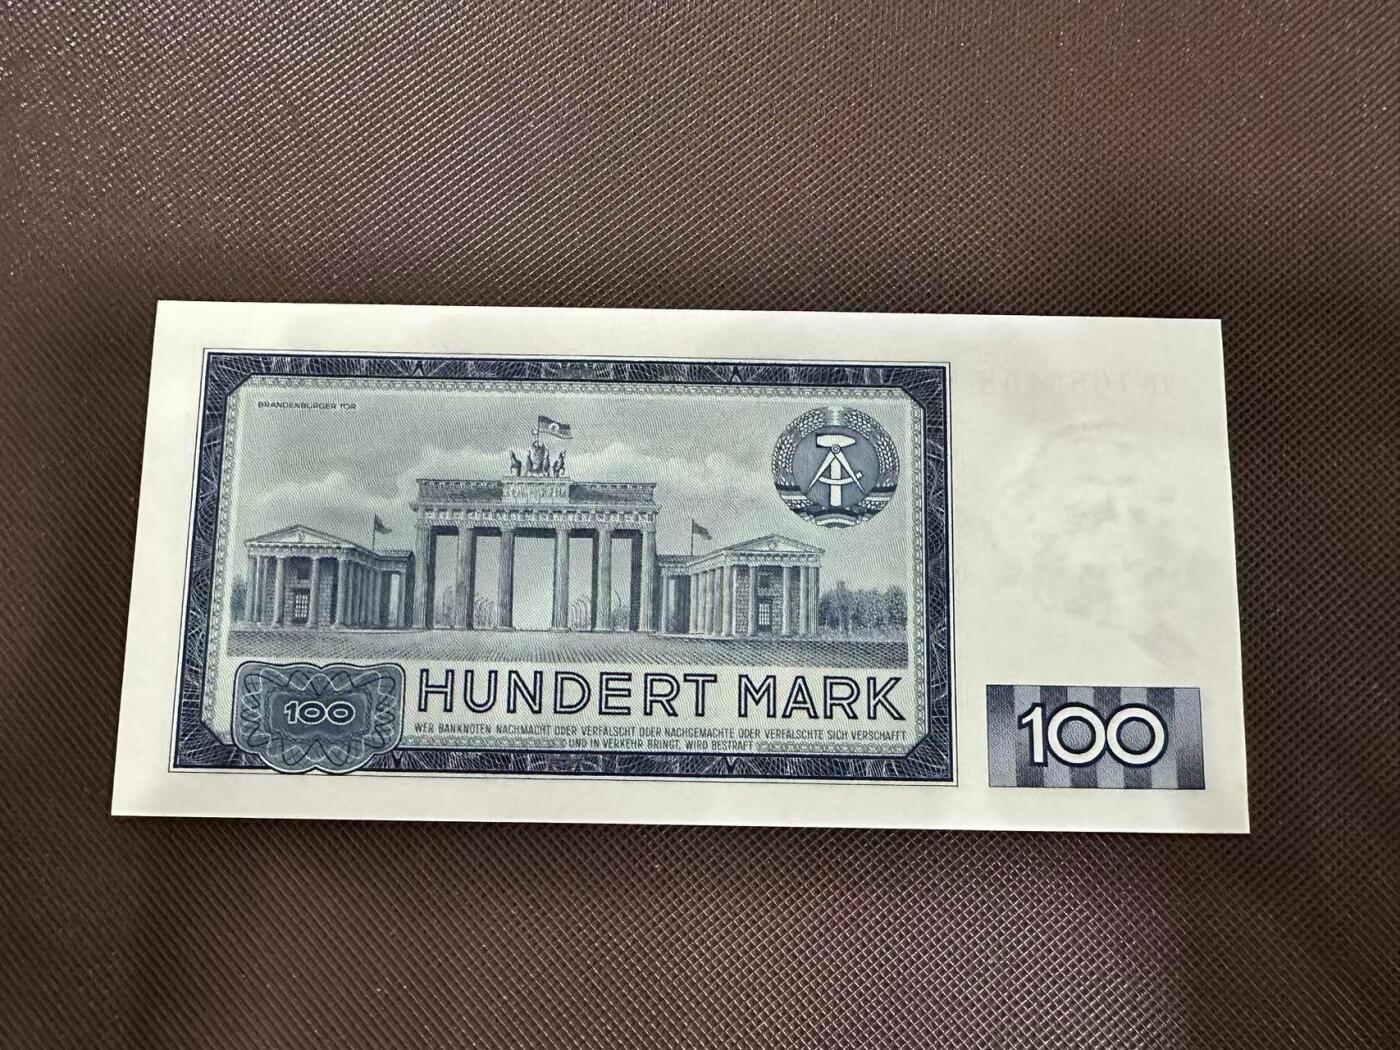 BRANDENBURGER TOR
HUNDERT MARK
100
WER BANKNOTEN NACHMACHT ODER VERFÄLSCHT ODER NACHGEMACHTE ODER VERFÄLSCHTE SICH VERSCHAFFT
UND IN VERKEHR BRINGT, WIRD BESTRAFT
100